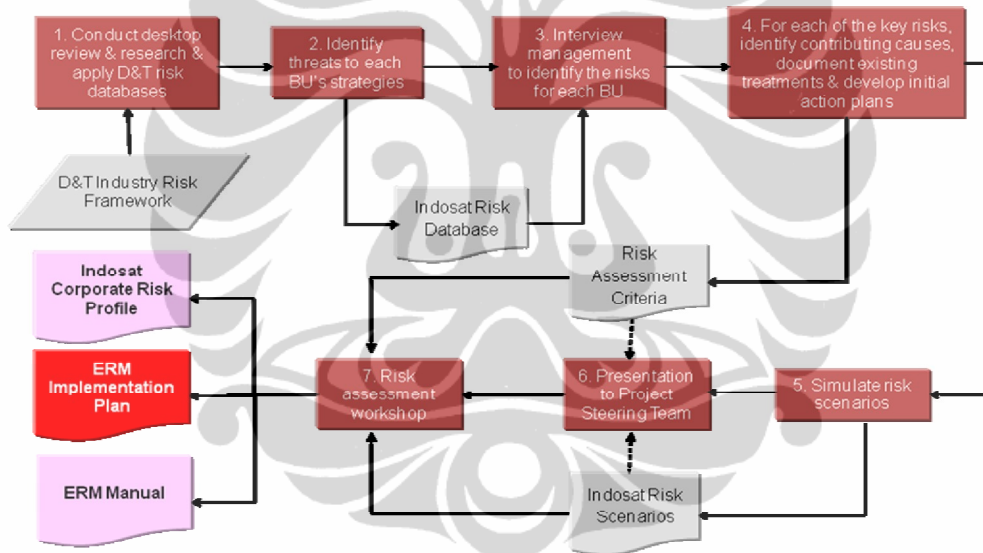 1. Conduct desktop
review & research &
apply D&T risk
databases
2. Identify
threats to each
BU's strategies
3. Interview
management
to identify the risks
for each BU
4. For each of the key risks,
identify contributing causes,
document existing
treatments & develop initial
action plans
D&T Industry Risk
Framework
Indosat Risk
Database
Risk
Assessment
Criteria
Indosat
Corporate Risk
Profile
ERM
Implementation
Plan
ERM Manual
7. Risk
assessment
workshop
6. Presentation
to Project
Steering Team
5. Simulate risk
scenarios
Indosat Risk
Scenarios